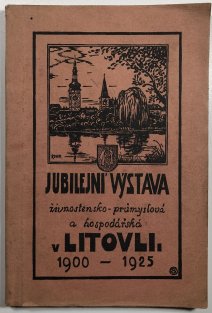 JUBILEJNÍ VÝSTAVA
živnostensko-průmyslová
a hospodářská
v LITOVLI.
1900 – 1925